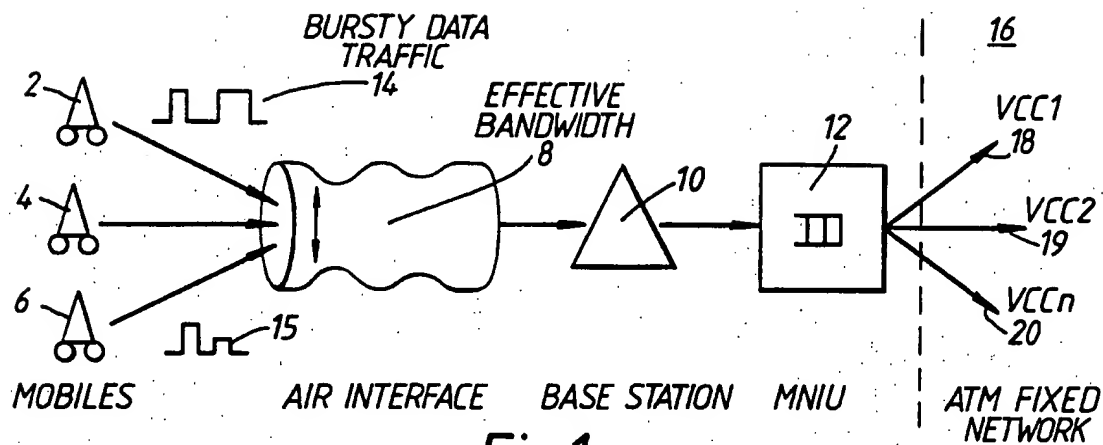 BURSTY DATA
TRAFFIC
14
16
2
EFFECTIVE
BANDWIDTH
8
12
VCC1
18
4
10
VCC2
19
6
15
VCCn
20
MOBILES
AIR INTERFACE
BASE STATION
MNIU
ATM FIXED
NETWORK